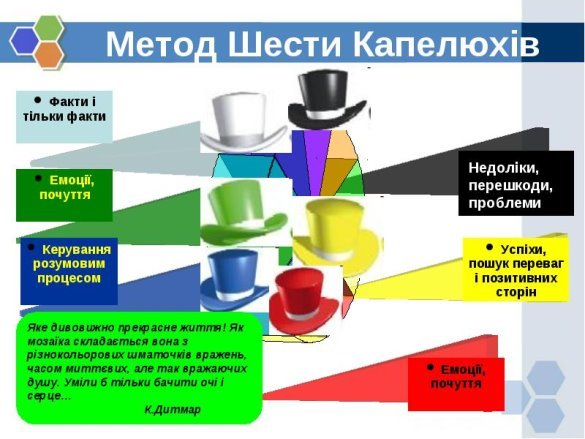 Метод Шести Капелюхів
• Факти і
тільки факти
• Емоції,
почуття
• Керування
розумовим
процесом
Недоліки,
перешкоди,
проблеми
• Успіхи,
пошук переваг
і позитивних
сторін
Яке дивовижно прекрасне життя! Як
мозаїка складається вона з
різнокольорових шматочків вражень,
часом миттєвих, але так вражаючих
душу. Уміли б тільки бачити очі і
серце…
К.Дитмар
• Емоції,
почуття